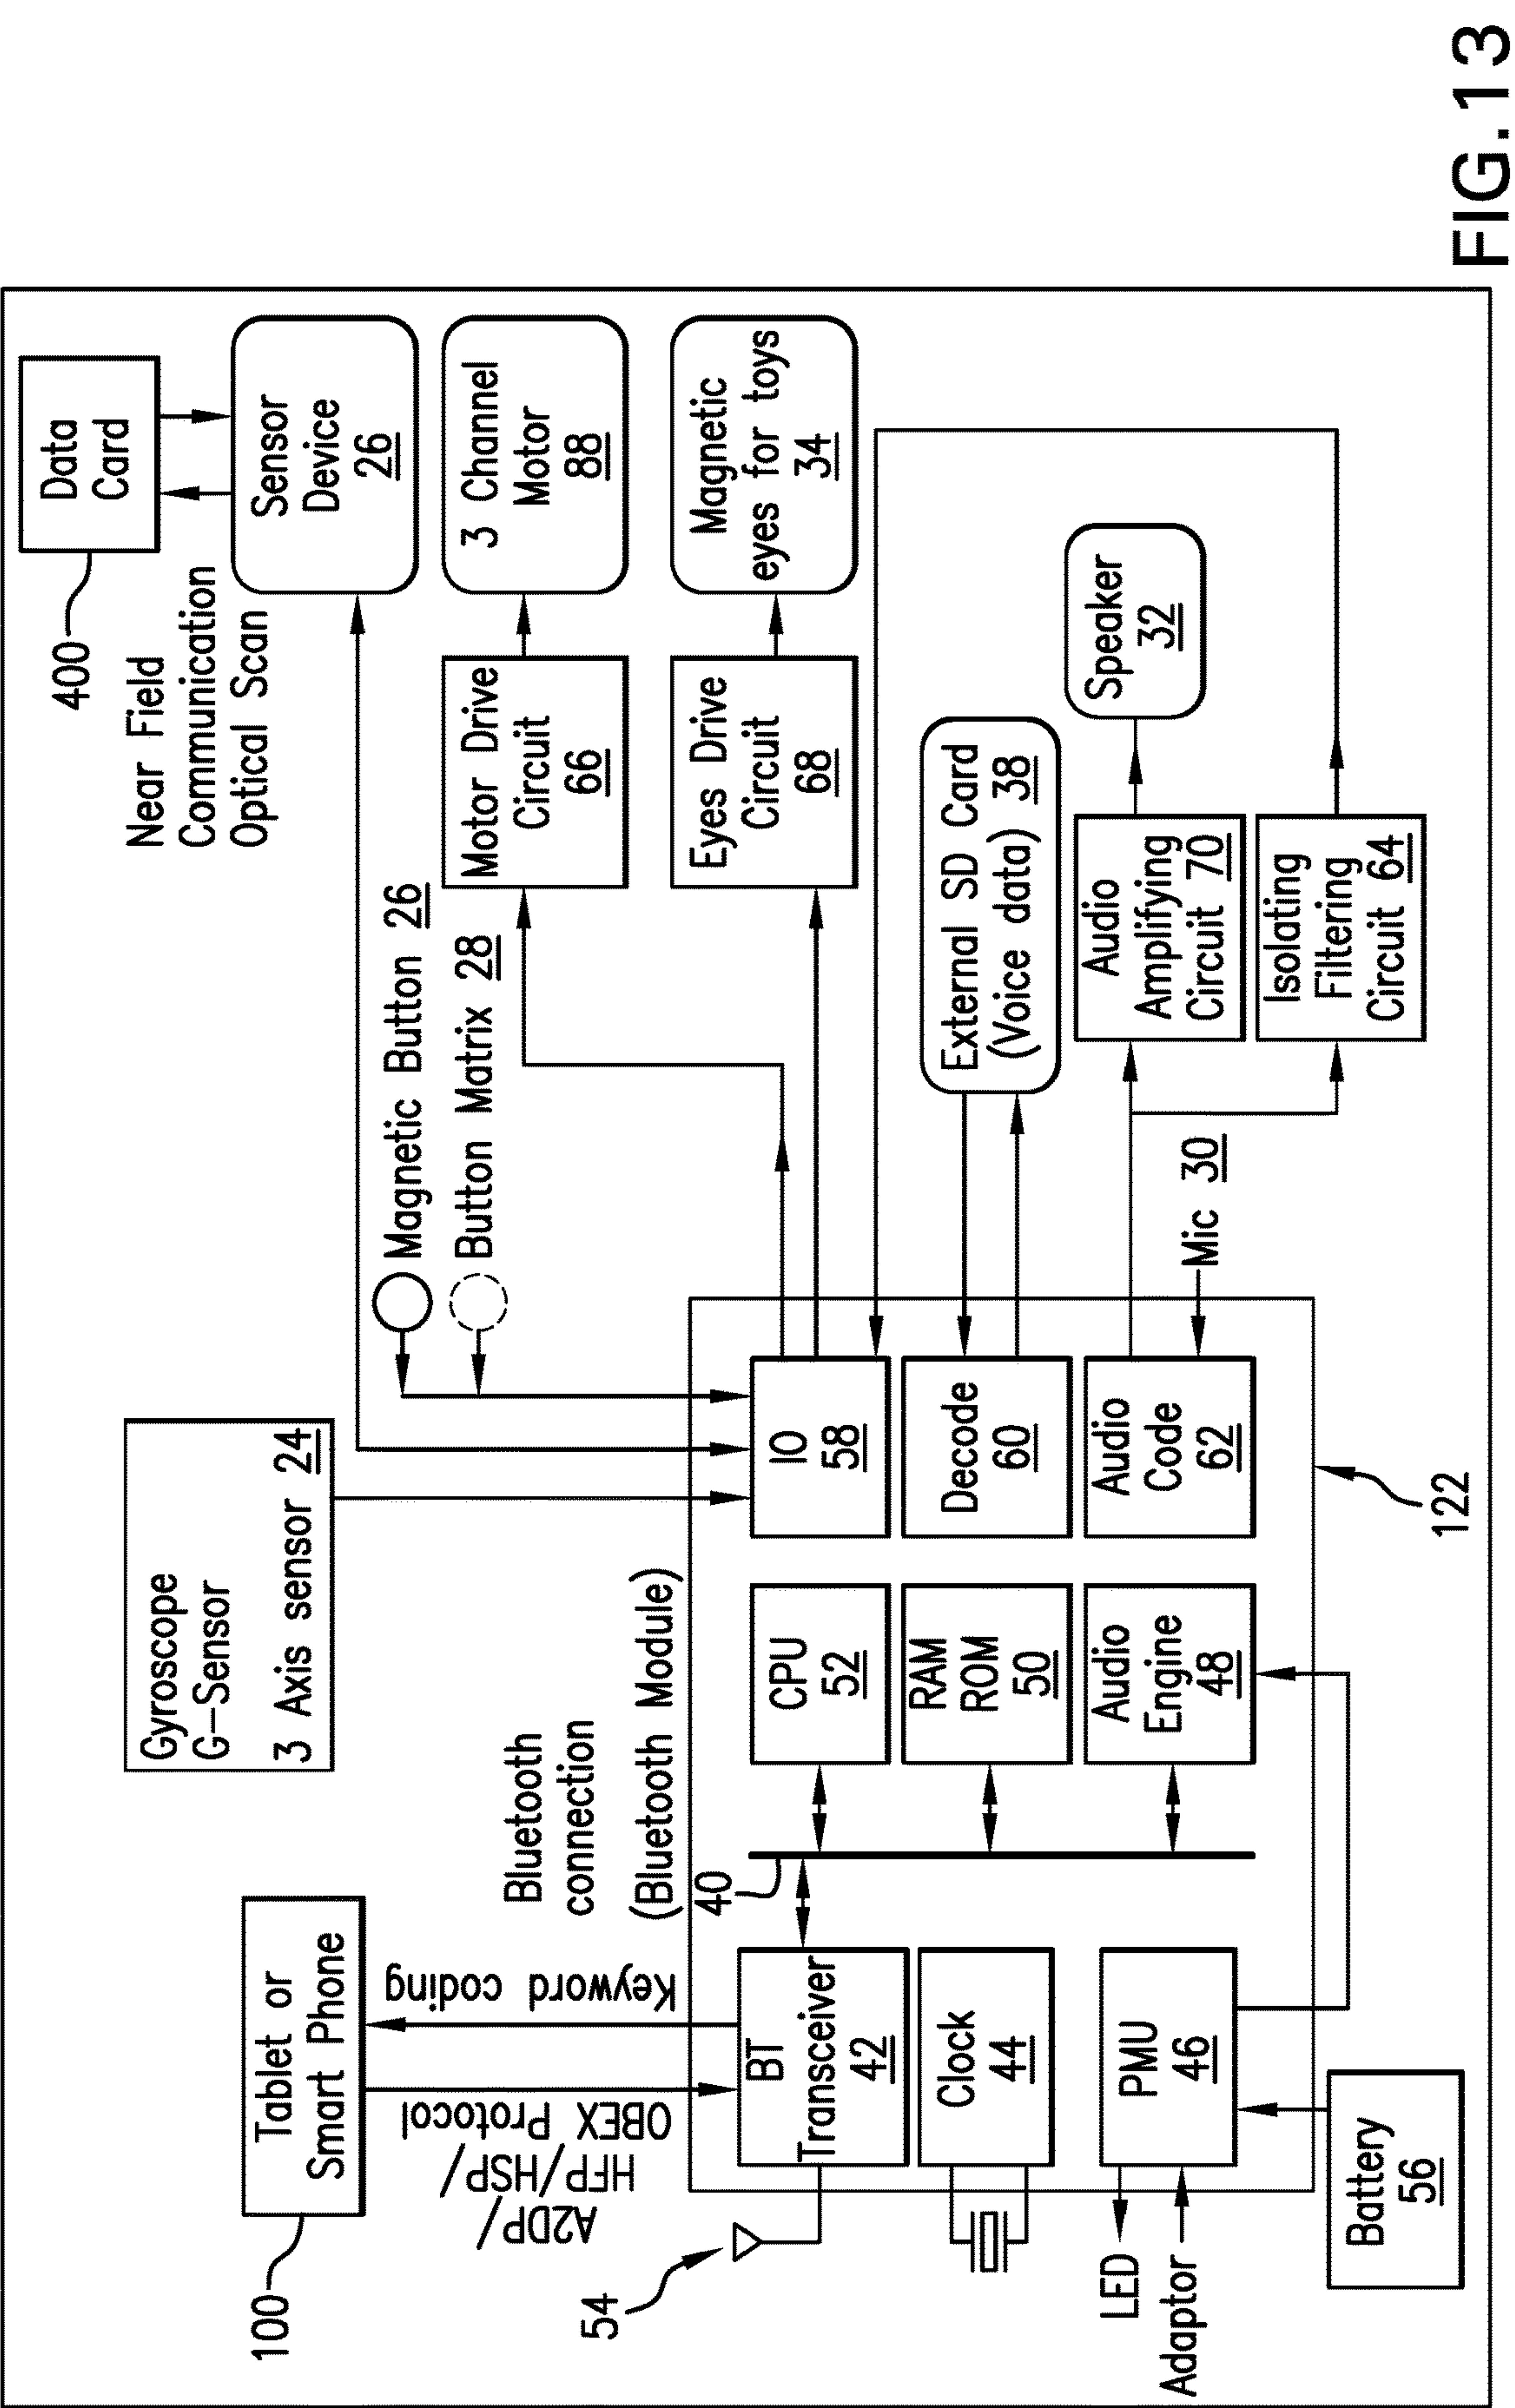 Tablet or
Smart Phone
100
Keyword coding
OBEX Protocol
HFP/HSP/
A2DP/
Gyroscope
G-Sensor
3 Axis sensor 24
Data
Card
400
Near Field
Communication
Optical Scan
Sensor
Device
26
Magnetic Button 26
Button Matrix 28
Motor Drive
Circuit
66
3 Channel
Motor
88
Bluetooth
connection
(Bluetooth Module)
40
Eyes Drive
Circuit
68
Magnetic
eyes for toys
34
54
BT
Transceiver
42
CPU
52
IO
58
Clock
44
RAM
ROM
50
Decode
60
External SD Card
(Voice data) 38
PMU
46
Audio
Engine
48
Audio
Code
62
Mic 30
Audio
Amplifying
Circuit 70
Speaker
32
Isolating
Filtering
Circuit 64
LED
Adaptor
Battery
56
122
FIG.13